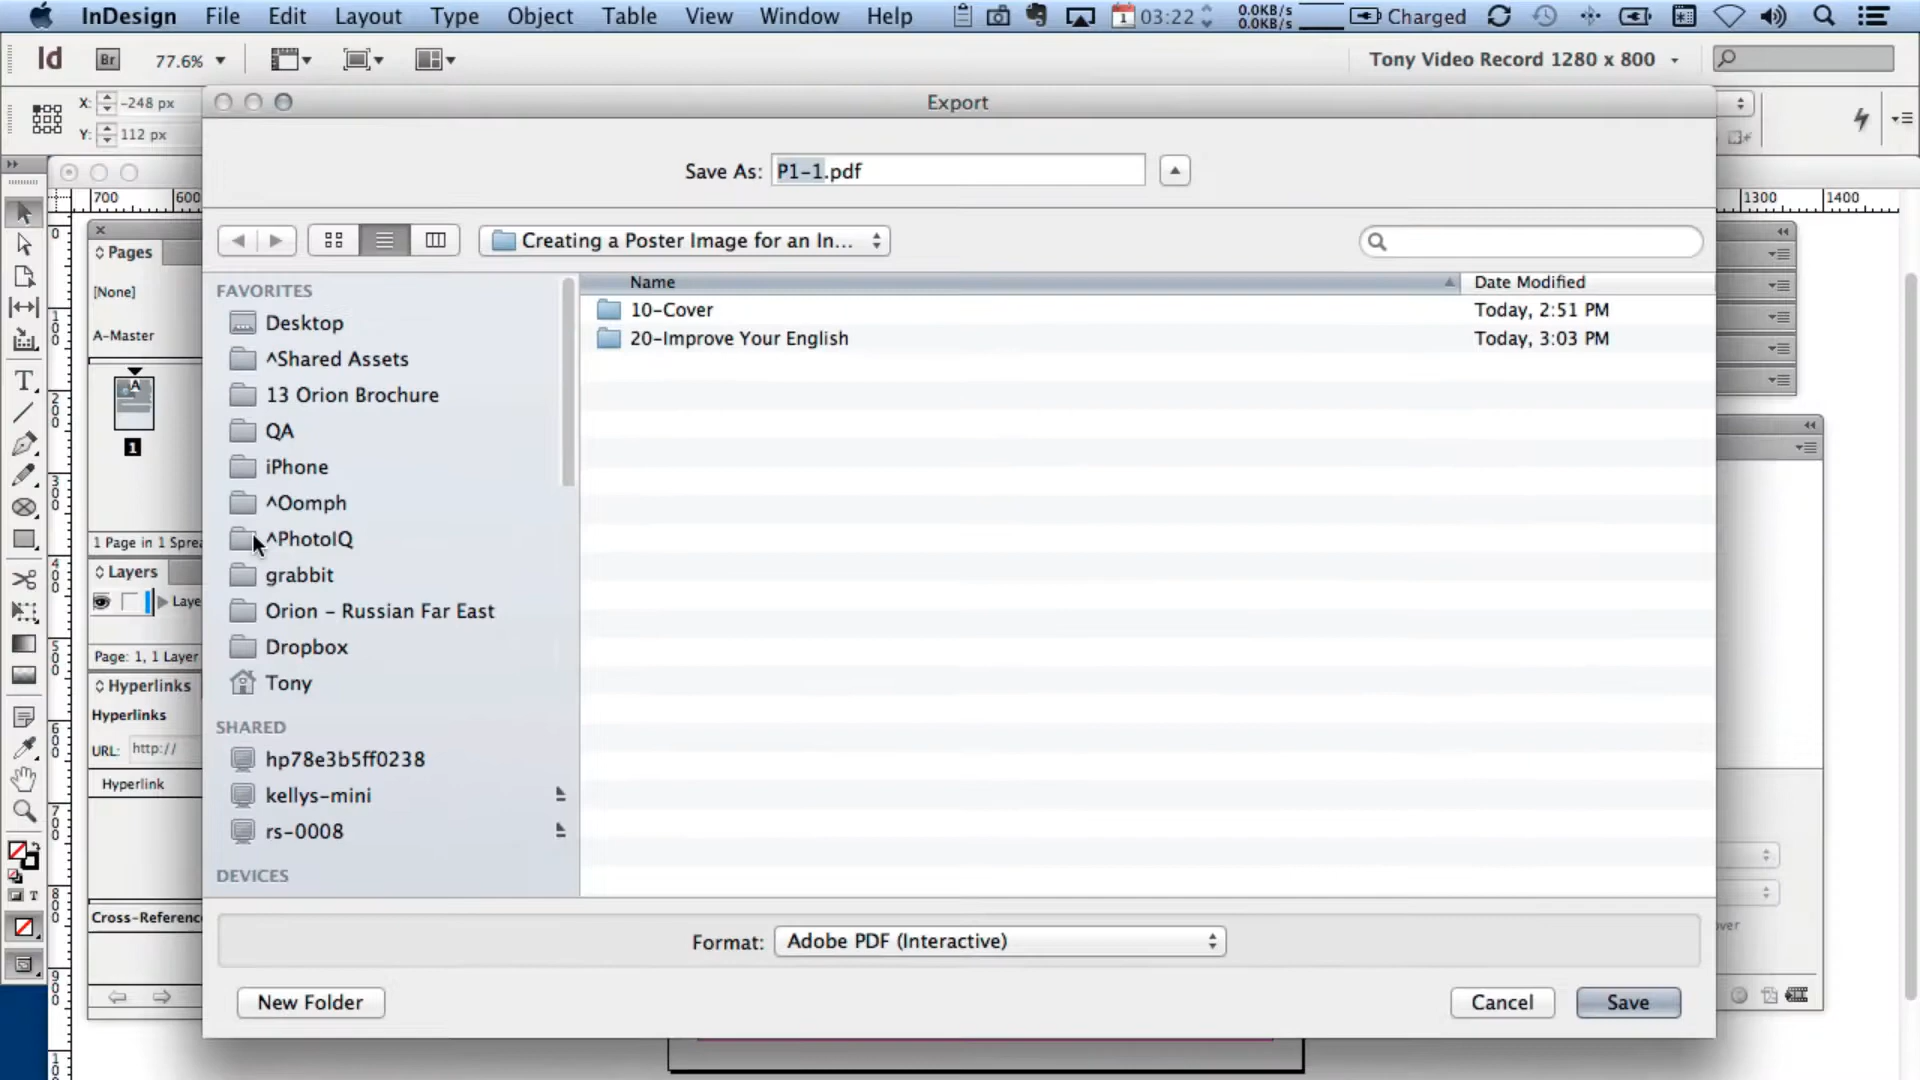 InDesign File Edit Layout Type Object Table View Window Help 1 03:22 0.0KB/s 0.0KB/s Charged
Id Br 77.6% Tony Video Record 1280 x 800
X: -248 px
Y: 112 px
Export
Save As: P1-1.pdf
700 600 1300 1400
Creating a Poster Image for an In...
Pages
[None]
A-Master
A
1
1 Page in 1 Sprea
Layers
Laye
Page: 1, 1 Layer
Hyperlinks
Hyperlinks
URL: http://
Hyperlink
Cross-Reference
FAVORITES
Desktop
^Shared Assets
13 Orion Brochure
QA
iPhone
^Oomph
^PhotoIQ
grabbit
Orion - Russian Far East
Dropbox
Tony
SHARED
hp78e3b5ff0238
kellys-mini
rs-0008
DEVICES
Name Date Modified
10-Cover Today, 2:51 PM
20-Improve Your English Today, 3:03 PM
Format: Adobe PDF (Interactive)
New Folder Cancel Save